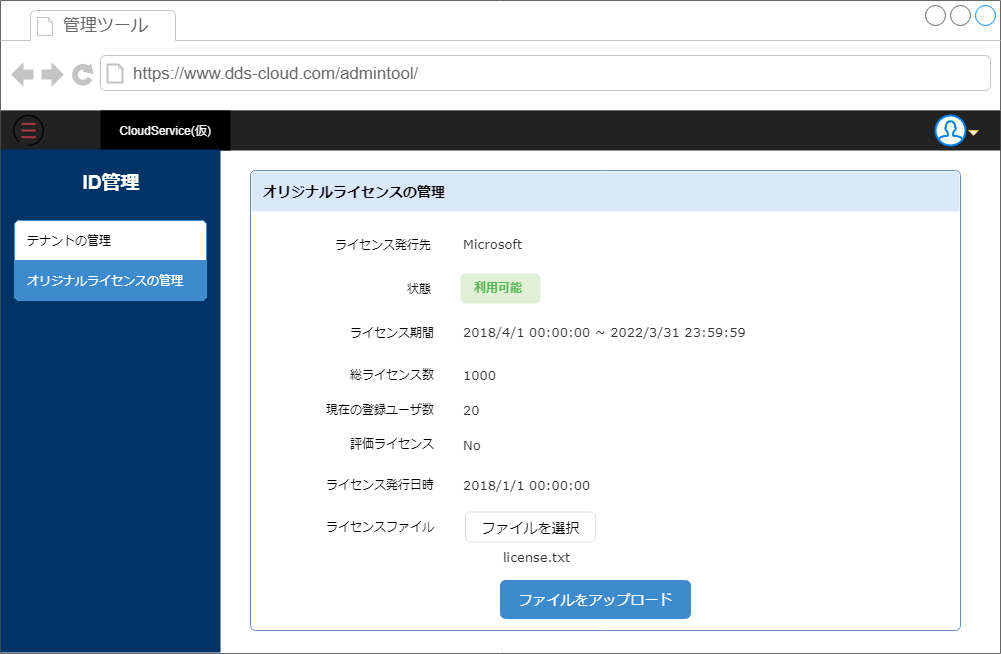 管理ツール
https://www.dds-cloud.com/admintool/
CloudService(仮)
ID管理
テナントの管理
オリジナルライセンスの管理
オリジナルライセンスの管理
ライセンス発行先 Microsoft
状態 利用可能
ライセンス期間 2018/4/1 00:00:00 ~ 2022/3/31 23:59:59
総ライセンス数 1000
現在の登録ユーザ数 20
評価ライセンス No
ライセンス発行日時 2018/1/1 00:00:00
ライセンスファイル ファイルを選択
license.txt
ファイルをアップロード